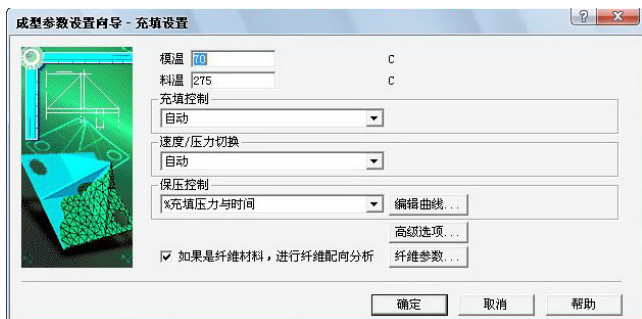 成型参数设置向导 - 充填设置
模温 70 C
料温 275 C
充填控制
自动
速度/压力切换
自动
保压控制
%充填压力与时间 编辑曲线...
高级选项...
如果是纤维材料，进行纤维配向分析 纤维参数...
确定 取消 帮助